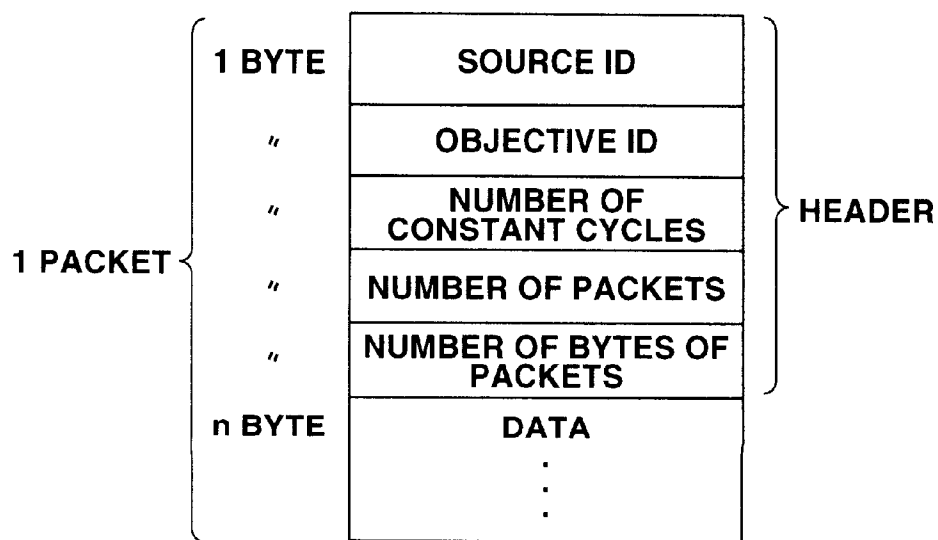 1 BYTE SOURCE ID
〃 OBJECTIVE ID
〃 NUMBER OF
CONSTANT CYCLES
HEADER
1 PACKET
〃 NUMBER OF PACKETS
〃 NUMBER OF BYTES OF
PACKETS
n BYTE DATA
.
.
.